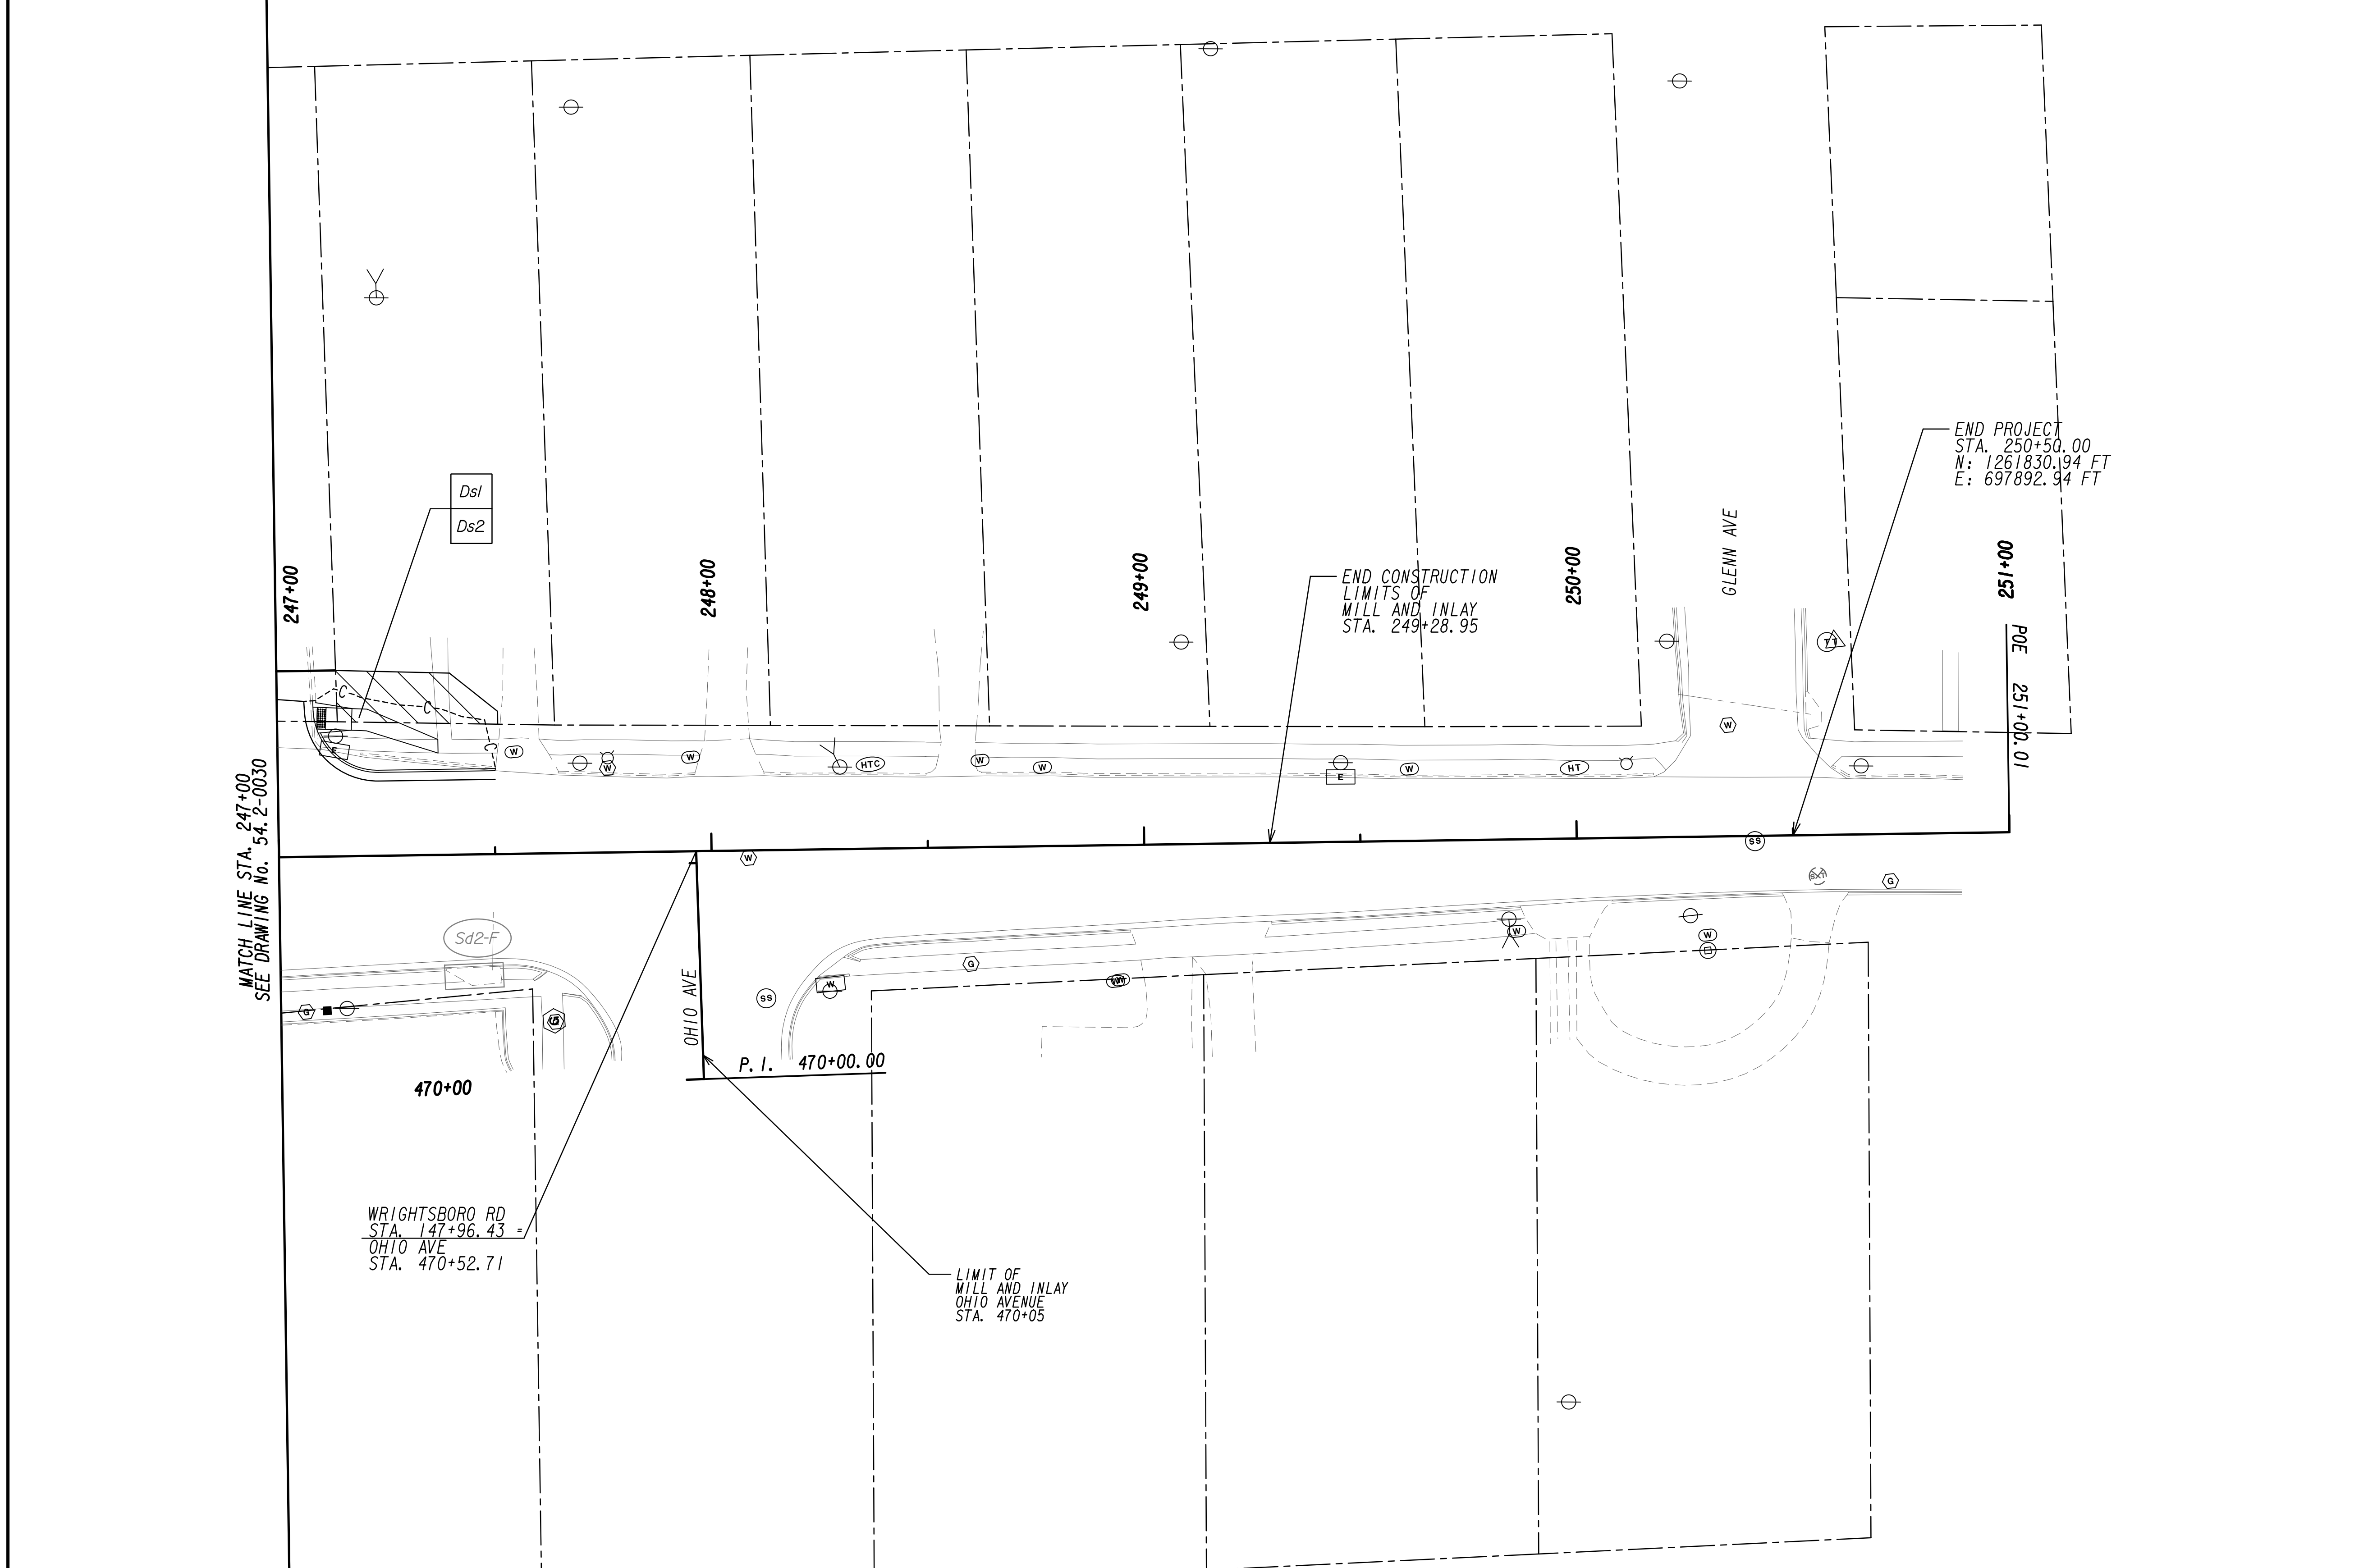 Ds1
Ds2
247+00
248+00
249+00
250+00
251+00
GLENN AVE
END PROJECT
STA. 250+50.00
N: 1261830.94 FT
E: 697892.94 FT
END CONSTRUCTION
LIMITS OF
MILL AND INLAY
STA. 249+28.95
POE 251+00.01
C
C
C
E
W
W
W
W
HTC
W
W
E
W
HT
W
TT
MATCH LINE STA. 247+00
SEE DRAWING No. 54.2-0030
W
SS
G
Sd2-F
OHIO AVE
SS
W
G
W
W
W
W
G
G
P.I. 470+00.00
470+00
WRIGHTSBORO RD
STA. 147+96.43 =
OHIO AVE
STA. 470+52.71
LIMIT OF
MILL AND INLAY
OHIO AVENUE
STA. 470+05